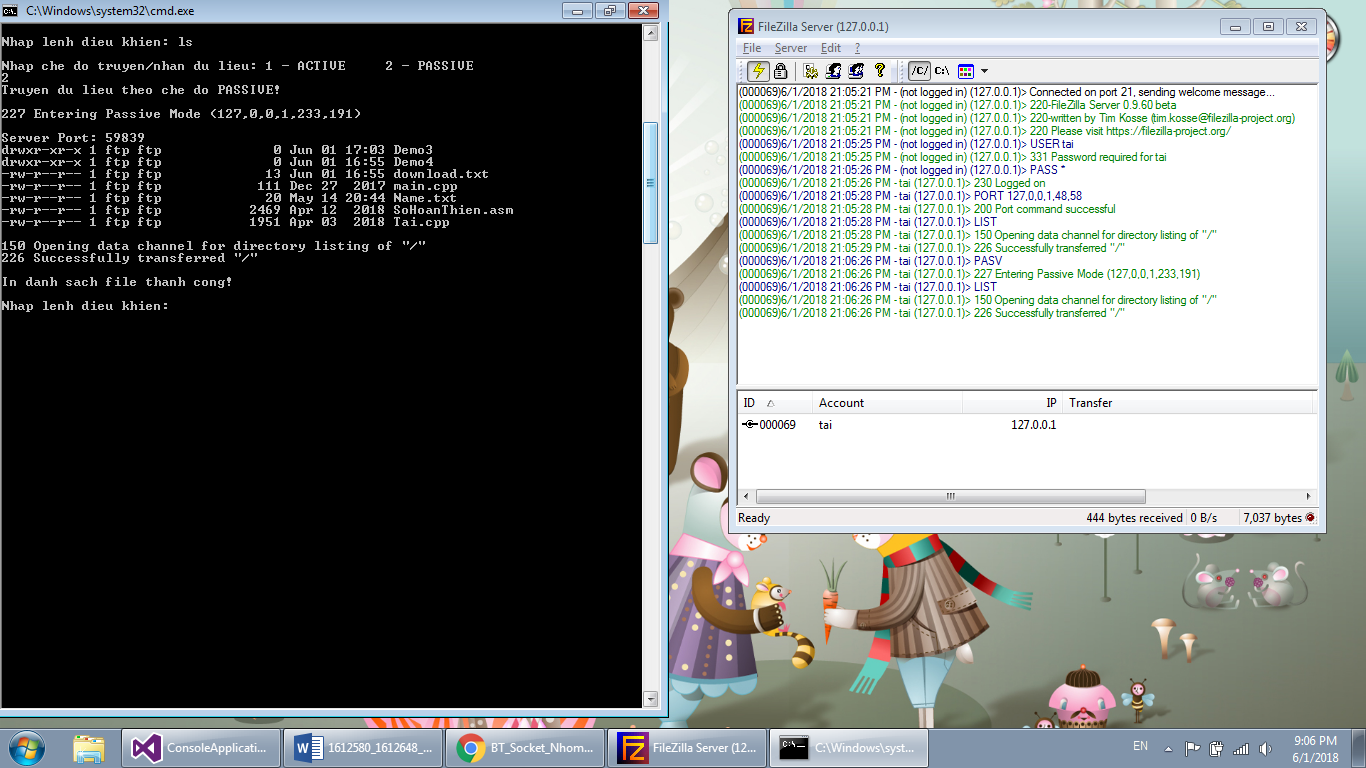 C:\Windows\system32\cmd.exe
Nhap lenh dieu khien: ls
Nhap che do truyen/nhan du lieu: 1 - ACTIVE     2 - PASSIVE
2
Truyen du lieu theo che do PASSIVE!
227 Entering Passive Mode (127,0,0,1,233,191)
Server Port: 59839
drwxr-xr-x 1 ftp ftp              0 Jun 01 17:03 Demo3
drwxr-xr-x 1 ftp ftp              0 Jun 01 16:55 Demo4
-rw-r--r-- 1 ftp ftp             13 Jun 01 16:55 download.txt
-rw-r--r-- 1 ftp ftp            111 Dec 27  2017 main.cpp
-rw-r--r-- 1 ftp ftp             20 May 14 20:44 Name.txt
-rw-r--r-- 1 ftp ftp           2469 Apr 12  2018 SoHoanThien.asm
-rw-r--r-- 1 ftp ftp           1951 Apr 03  2018 Tai.cpp
150 Opening data channel for directory listing of "/"
226 Successfully transferred "/"
In danh sach file thanh cong!
Nhap lenh dieu khien:
FileZilla Server (127.0.0.1)
File Server Edit ?
/C/ C:\
(000069)6/1/2018 21:05:21 PM - (not logged in) (127.0.0.1)> Connected on port 21, sending welcome message...
(000069)6/1/2018 21:05:21 PM - (not logged in) (127.0.0.1)> 220-FileZilla Server 0.9.60 beta
(000069)6/1/2018 21:05:21 PM - (not logged in) (127.0.0.1)> 220-written by Tim Kosse (tim.kosse@filezilla-project.org)
(000069)6/1/2018 21:05:21 PM - (not logged in) (127.0.0.1)> 220 Please visit https://filezilla-project.org/
(000069)6/1/2018 21:05:25 PM - (not logged in) (127.0.0.1)> USER tai
(000069)6/1/2018 21:05:25 PM - (not logged in) (127.0.0.1)> 331 Password required for tai
(000069)6/1/2018 21:05:26 PM - (not logged in) (127.0.0.1)> PASS *
(000069)6/1/2018 21:05:26 PM - tai (127.0.0.1)> 230 Logged on
(000069)6/1/2018 21:05:28 PM - tai (127.0.0.1)> PORT 127,0,0,1,48,58
(000069)6/1/2018 21:05:28 PM - tai (127.0.0.1)> 200 Port command successful
(000069)6/1/2018 21:05:28 PM - tai (127.0.0.1)> LIST
(000069)6/1/2018 21:05:28 PM - tai (127.0.0.1)> 150 Opening data channel for directory listing of "/"
(000069)6/1/2018 21:05:29 PM - tai (127.0.0.1)> 226 Successfully transferred "/"
(000069)6/1/2018 21:06:26 PM - tai (127.0.0.1)> PASV
(000069)6/1/2018 21:06:26 PM - tai (127.0.0.1)> 227 Entering Passive Mode (127,0,0,1,233,191)
(000069)6/1/2018 21:06:26 PM - tai (127.0.0.1)> LIST
(000069)6/1/2018 21:06:26 PM - tai (127.0.0.1)> 150 Opening data channel for directory listing of "/"
(000069)6/1/2018 21:06:26 PM - tai (127.0.0.1)> 226 Successfully transferred "/"
ID Account IP Transfer
000069 tai 127.0.0.1
Ready 444 bytes received 0 B/s 7,037 bytes
ConsoleApplicati... 1612580_1612648_... BT_Socket_Nhom... FileZilla Server (12... C:\Windows\syst... EN 9:06 PM
6/1/2018